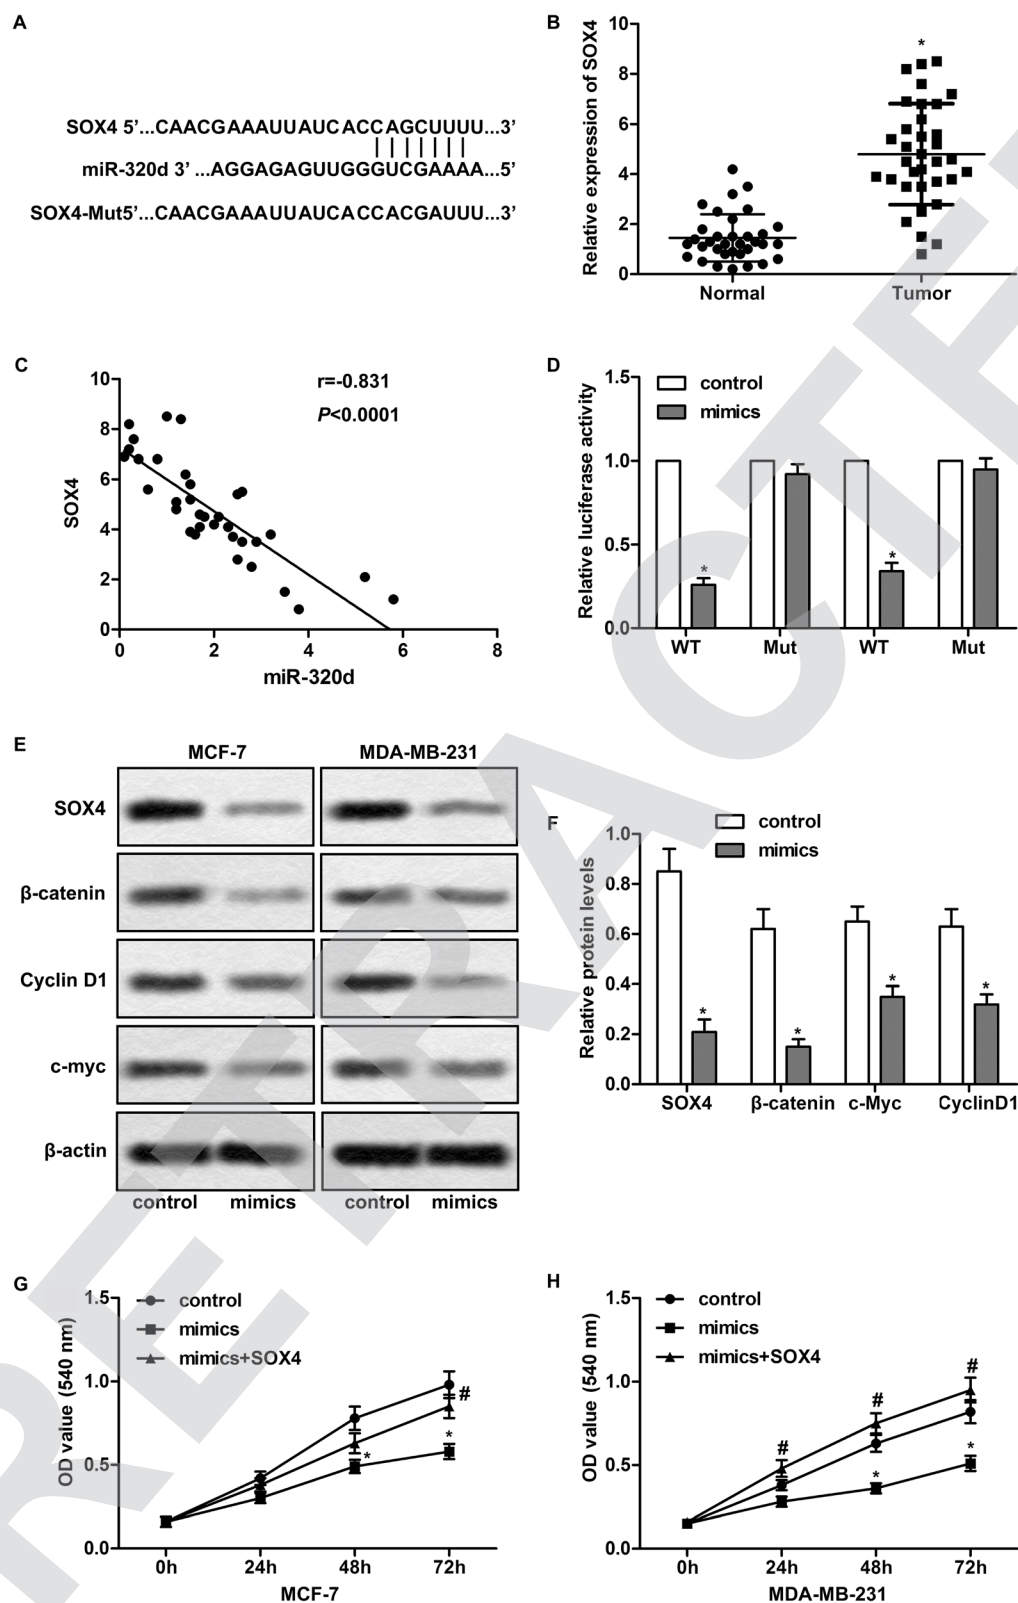 A
SOX4 5’...CAACGAAAUUAUCACCAGCUUUU...3’
miR-320d 3’ ...AGGAGAGUUGGGUCGAAAA...5’
SOX4-Mut5’...CAACGAAAUUAUCACCACGAUUU...3’
B
Relative expression of SOX4
10
8
6
4
2
0
Normal Tumor
*
C
SOX4
10
8
6
4
2
0
r=-0.831
P<0.0001
0 2 4 6 8
miR-320d
D
Relative luciferase activity
1.5
1.0
0.5
0.0
control
mimics
* *
WT Mut WT Mut
E
MCF-7 MDA-MB-231
SOX4
β-catenin
Cyclin D1
c-myc
β-actin
control mimics control mimics
F
Relative protein levels
1.0
0.8
0.6
0.4
0.2
0.0
control
mimics
* * * *
SOX4 β-catenin c-Myc CyclinD1
G
OD vaiue (540 nm)
1.5
1.0
0.5
0.0
control
mimics
mimics+SOX4
#
* *
0h 24h 48h 72h
MCF-7
H
OD vaiue (540 nm)
1.5
1.0
0.5
0.0
control
mimics
mimics+SOX4
# # #
* *
0h 24h 48h 72h
MDA-MB-231
RETRACTE